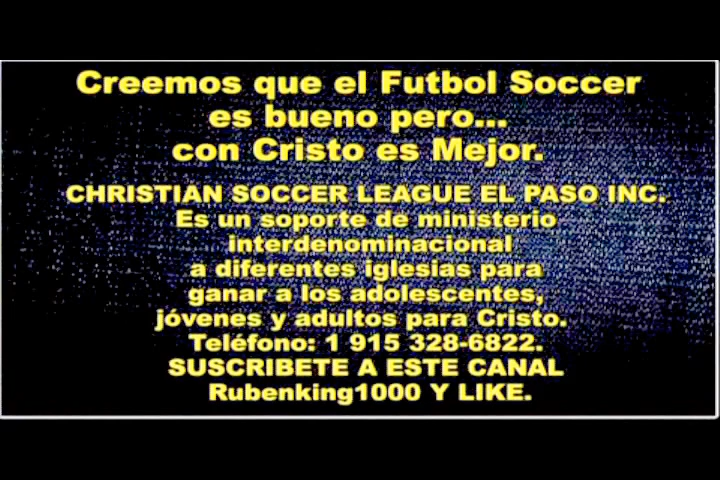 Creemos que el Futbol Soccer
es bueno pero...
con Cristo es Mejor.
CHRISTIAN SOCCER LEAGUE EL PASO INC.
Es un soporte de ministerio
interdenominacional
a diferentes iglesias para
ganar a los adolescentes,
jóvenes y adultos para Cristo.
Teléfono: 1 915 328-6822.
SUSCRIBETE A ESTE CANAL
Rubenking1000 Y LIKE.